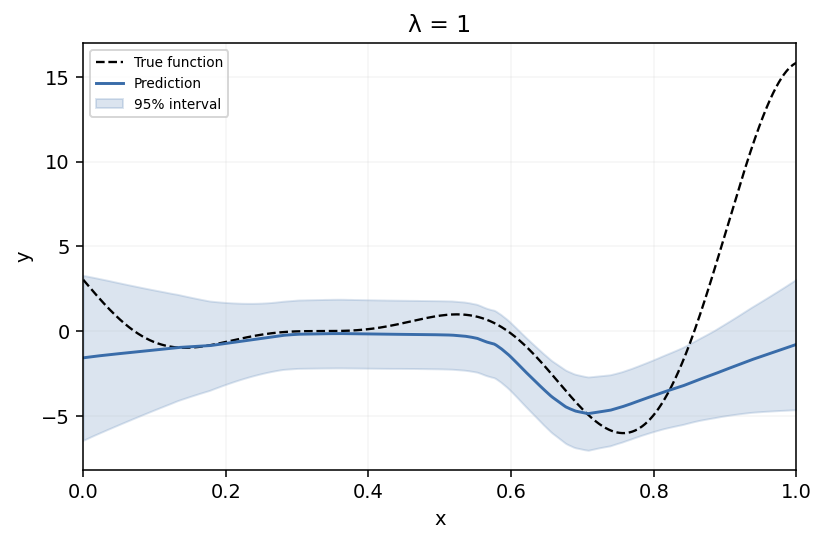 λ = 1
True function
Prediction
95% interval
15
10
5
0
−5
y
0.0 0.2 0.4 0.6 0.8 1.0
x